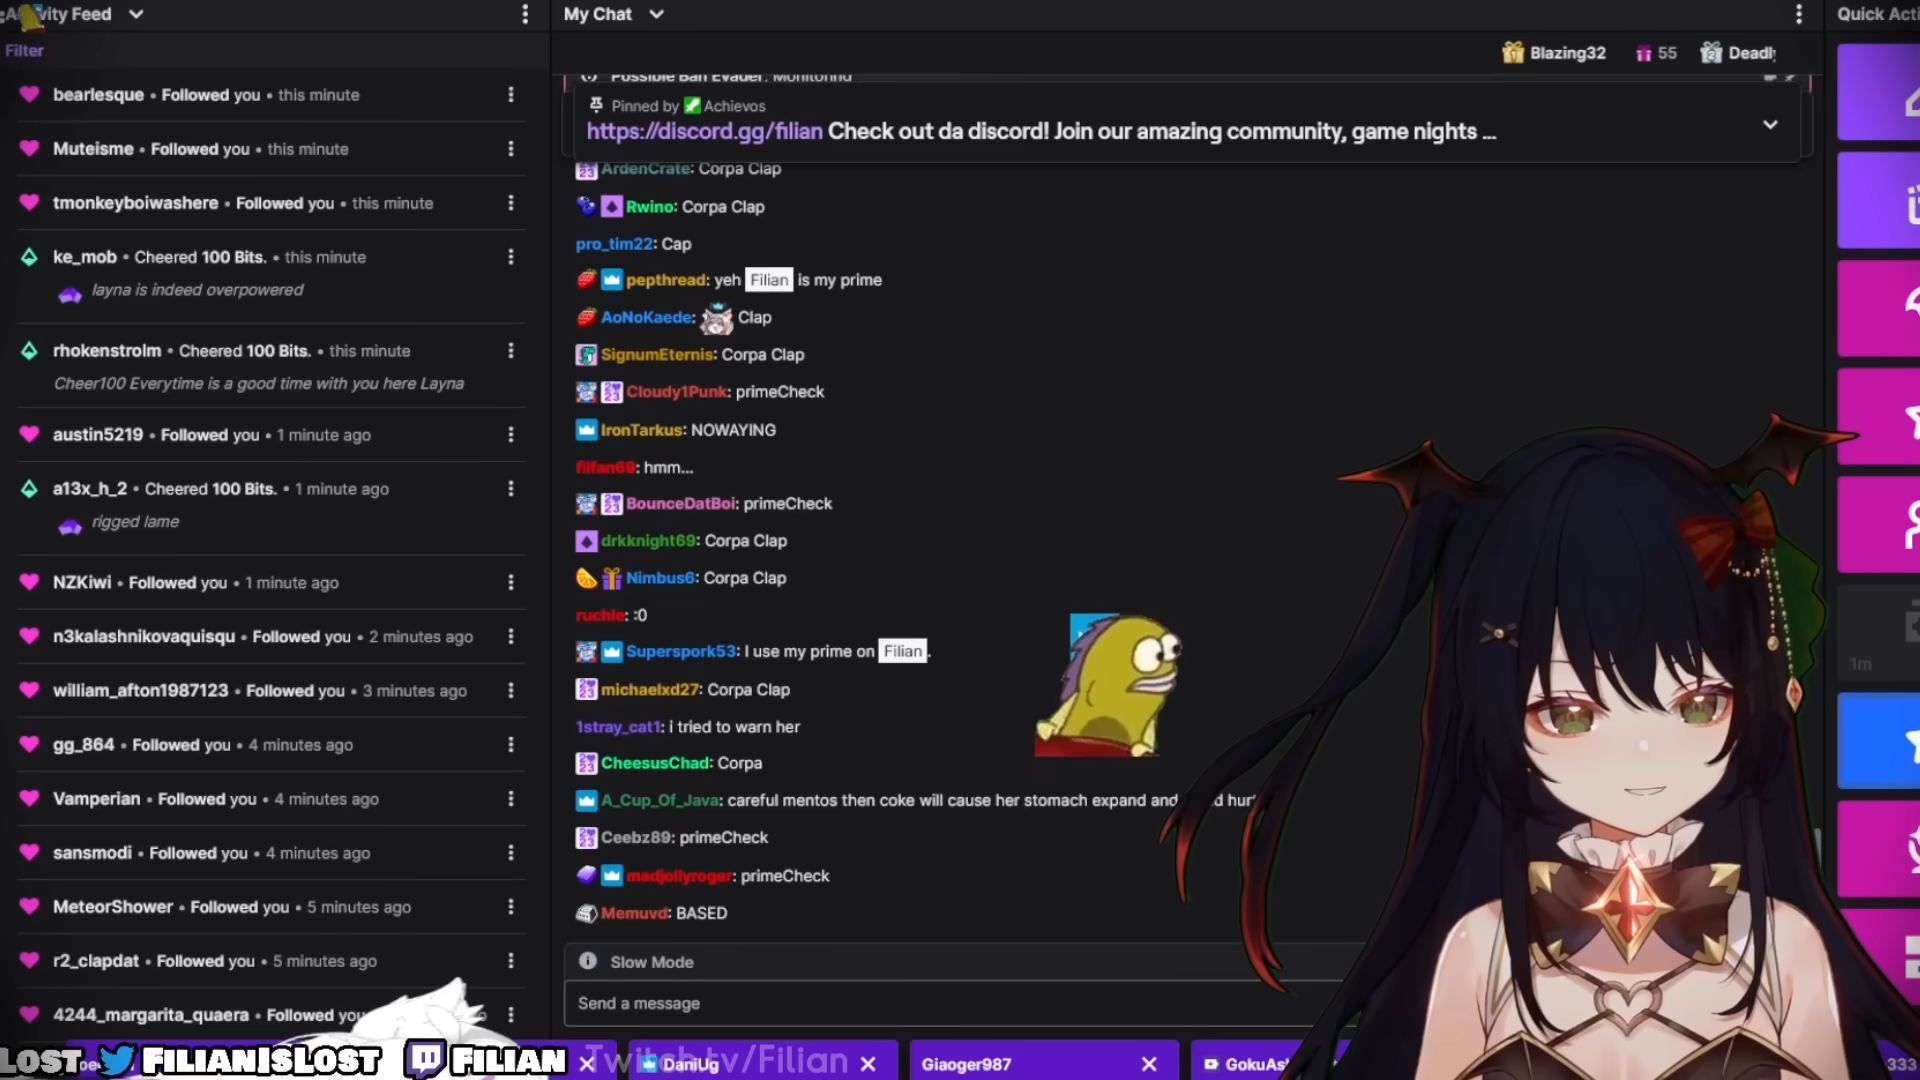 Activity Feed
Filter
bearlesque • Followed you • this minute
Muteisme • Followed you • this minute
tmonkeyboiwashere • Followed you • this minute
ke_mob • Cheered 100 Bits. • this minute
layna is indeed overpowered
rhokenstrolm • Cheered 100 Bits. • this minute
Cheer100 Everytime is a good time with you here Layna
austin5219 • Followed you • 1 minute ago
a13x_h_2 • Cheered 100 Bits. • 1 minute ago
rigged lame
NZKiwi • Followed you • 1 minute ago
n3kalashnikovaquisqu • Followed you • 2 minutes ago
william_afton1987123 • Followed you • 3 minutes ago
gg_864 • Followed you • 4 minutes ago
Vamperian • Followed you • 4 minutes ago
sansmodi • Followed you • 4 minutes ago
MeteorShower • Followed you • 5 minutes ago
r2_clapdat • Followed you • 5 minutes ago
4244_margarita_quaera • Followed you
My Chat
Blazing32 55 Deadly
Possible Ban Evader: Monitoring
Pinned by Achievos
https://discord.gg/filian Check out da discord! Join our amazing community, game nights ...
ArdenCrate: Corpa Clap
Rwino: Corpa Clap
pro_tim22: Cap
pepthread: yeh Filian is my prime
AoNoKaede: Clap
SignumEternis: Corpa Clap
Cloudy1Punk: primeCheck
IronTarkus: NOWAYING
filfan69: hmm...
BounceDatBoi: primeCheck
drkknight69: Corpa Clap
Nimbus6: Corpa Clap
ruchie: :0
Superspork53: I use my prime on Filian.
michaelxd27: Corpa Clap
1stray_cat1: i tried to warn her
CheesusChad: Corpa
A_Cup_Of_Java: careful mentos then coke will cause her stomach expand and hurt
Ceebz89: primeCheck
madjollyroger: primeCheck
Memuvd: BASED
Slow Mode
Send a message
Quick Acti
1m
LOST FILIANISLOST FILIAN Twitch.tv/Filian
DaniUg
Giaoger987
GokuAs
333